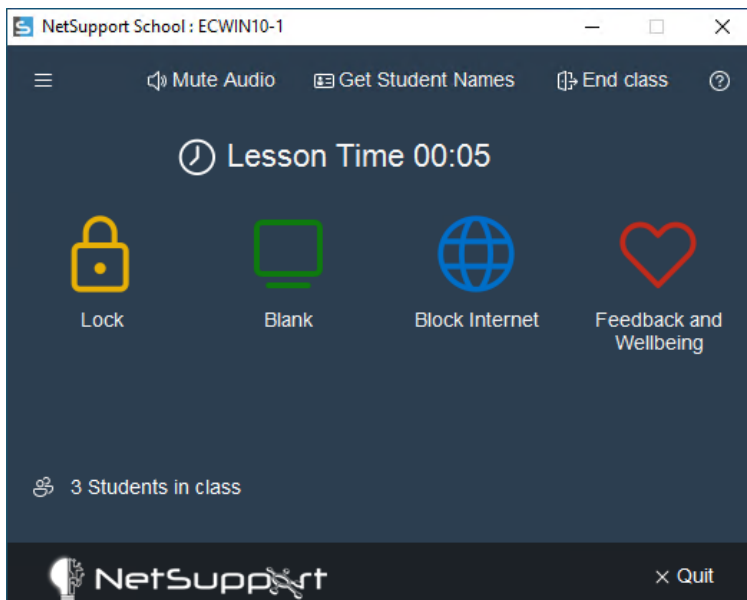 NetSupport School : ECWIN10-1
Mute Audio Get Student Names End class
Lesson Time 00:05
Lock Blank Block Internet Feedback and
Wellbeing
3 Students in class
NetSupport Quit